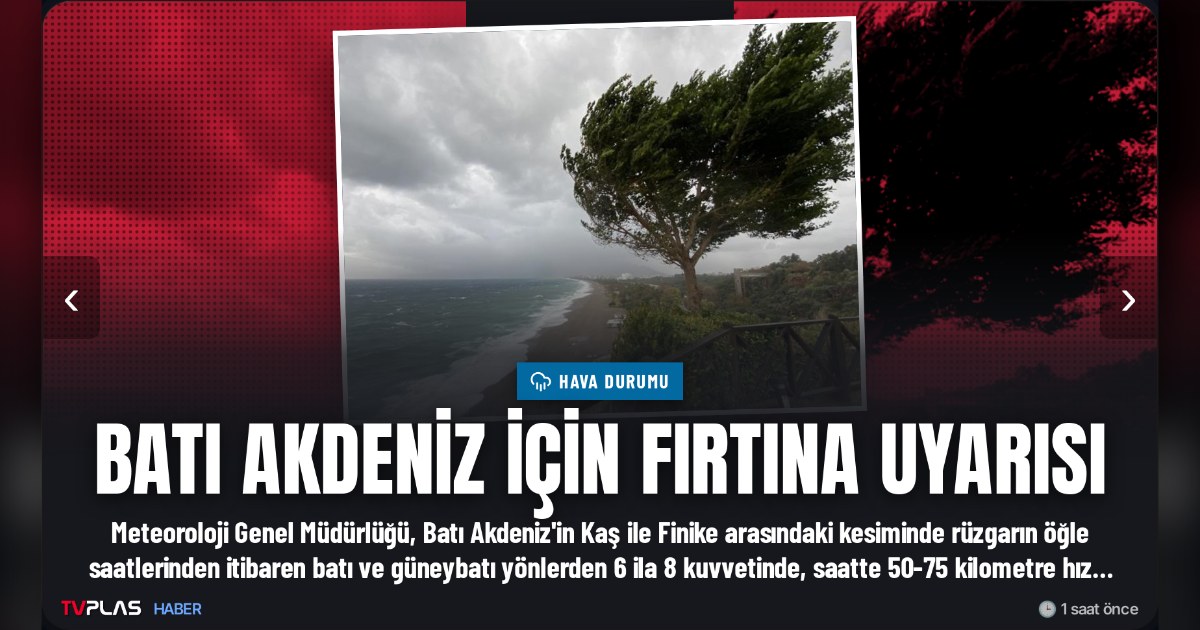 HAVA DURUMU
BATI AKDENİZ İÇİN FIRTINA UYARISI
Meteoroloji Genel Müdürlüğü, Batı Akdeniz'in Kaş ile Finike arasındaki kesiminde rüzgarın öğle
saatlerinden itibaren batı ve güneybatı yönlerden 6 ila 8 kuvvetinde, saatte 50-75 kilometre hız...
TVPLAS HABER
1 saat önce